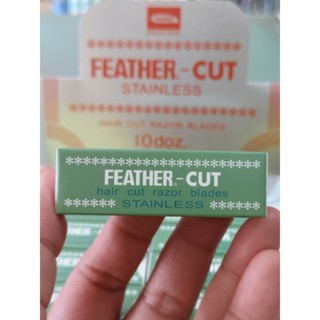 FEATHER-CUT
STAINLESS
HAIR CUT RAZOR BLADES
10doz.
******************
FEATHER-CUT
hair cut razor blades
****** STAINLESS ******